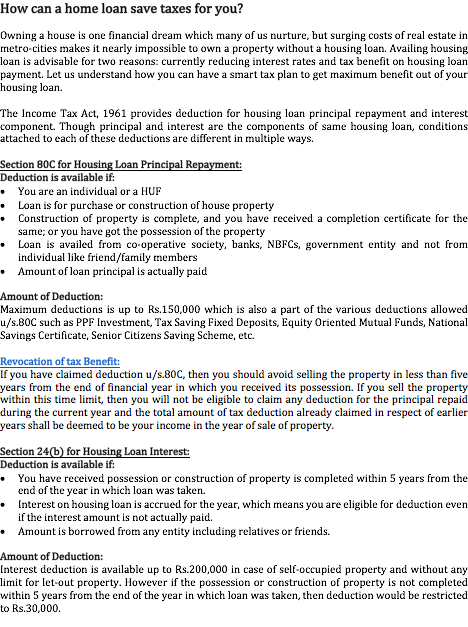 How can a home loan save taxes for you?
Owning a house is one financial dream which many of us nurture, but surging costs of real estate in
metro-cities makes it nearly impossible to own a property without a housing loan. Availing housing
loan is advisable for two reasons: currently reducing interest rates and tax benefit on housing loan
payment. Let us understand how you can have a smart tax plan to get maximum benefit out of your
housing loan.
The Income Tax Act, 1961 provides deduction for housing loan principal repayment and interest
component. Though principal and interest are the components of same housing loan, conditions
attached to each of these deductions are different in multiple ways.
Section 80C for Housing Loan Principal Repayment:
Deduction is available if:
• You are an individual or a HUF
• Loan is for purchase or construction of house property
• Construction of property is complete, and you have received a completion certificate for the
same; or you have got the possession of the property
• Loan is availed from co-operative society, banks, NBFCs, government entity and not from
individual like friend/family members
• Amount of loan principal is actually paid
Amount of Deduction:
Maximum deductions is up to Rs.150,000 which is also a part of the various deductions allowed
u/s.80C such as PPF Investment, Tax Saving Fixed Deposits, Equity Oriented Mutual Funds, National
Savings Certificate, Senior Citizens Saving Scheme, etc.
Revocation of tax Benefit:
If you have claimed deduction u/s.80C, then you should avoid selling the property in less than five
years from the end of financial year in which you received its possession. If you sell the property
within this time limit, then you will not be eligible to claim any deduction for the principal repaid
during the current year and the total amount of tax deduction already claimed in respect of earlier
years shall be deemed to be your income in the year of sale of property.
Section 24(b) for Housing Loan Interest:
Deduction is available if:
• You have received possession or construction of property is completed within 5 years from the
end of the year in which loan was taken.
• Interest on housing loan is accrued for the year, which means you are eligible for deduction even
if the interest amount is not actually paid.
• Amount is borrowed from any entity including relatives or friends.
Amount of Deduction:
Interest deduction is available up to Rs.200,000 in case of self-occupied property and without any
limit for let-out property. However if the possession or construction of property is not completed
within 5 years from the end of the year in which loan was taken, then deduction would be restricted
to Rs.30,000.